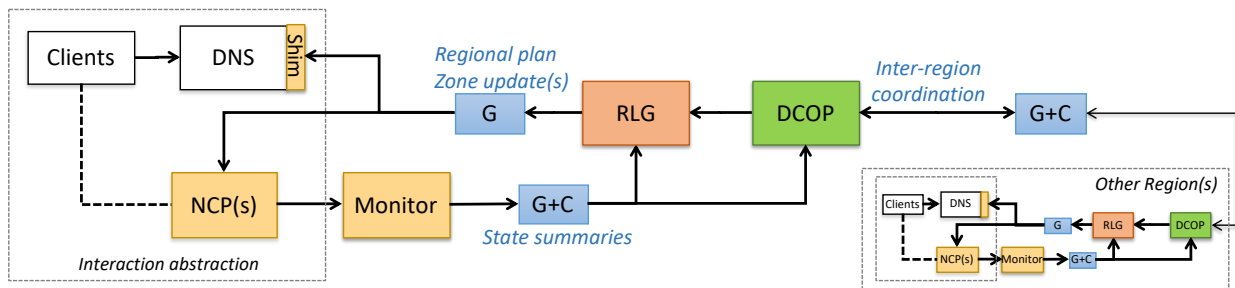 Clients
DNS
Shim
Regional plan
Zone update(s)
G
RLG
DCOP
Inter-region
coordination
G+C
NCP(s)
Monitor
G+C
State summaries
Interaction abstraction
Other Region(s)
Clients
DNS
G
RLG
DCOP
NCP(s)
Monitor
G+C